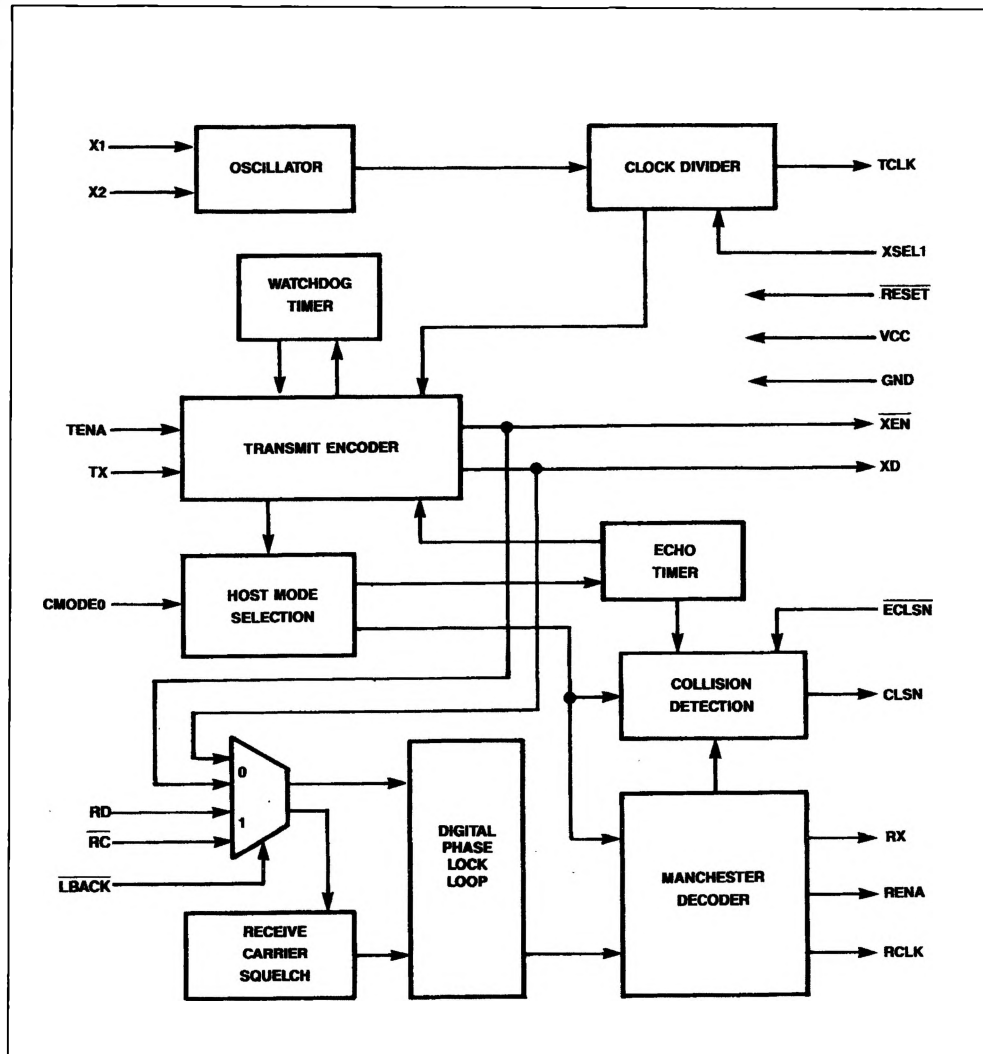 X1
X2
OSCILLATOR
CLOCK DIVIDER
TCLK
XSEL1
RESET
VCC
GND
WATCHDOG
TIMER
TENA
TX
TRANSMIT ENCODER
XEN
XD
CMODE0
HOST MODE
SELECTION
ECHO
TIMER
ECLSN
COLLISION
DETECTION
CLSN
0
1
RD
RC
LBACK
DIGITAL
PHASE
LOCK
LOOP
RECEIVE
CARRIER
SQUELCH
MANCHESTER
DECODER
RX
RENA
RCLK